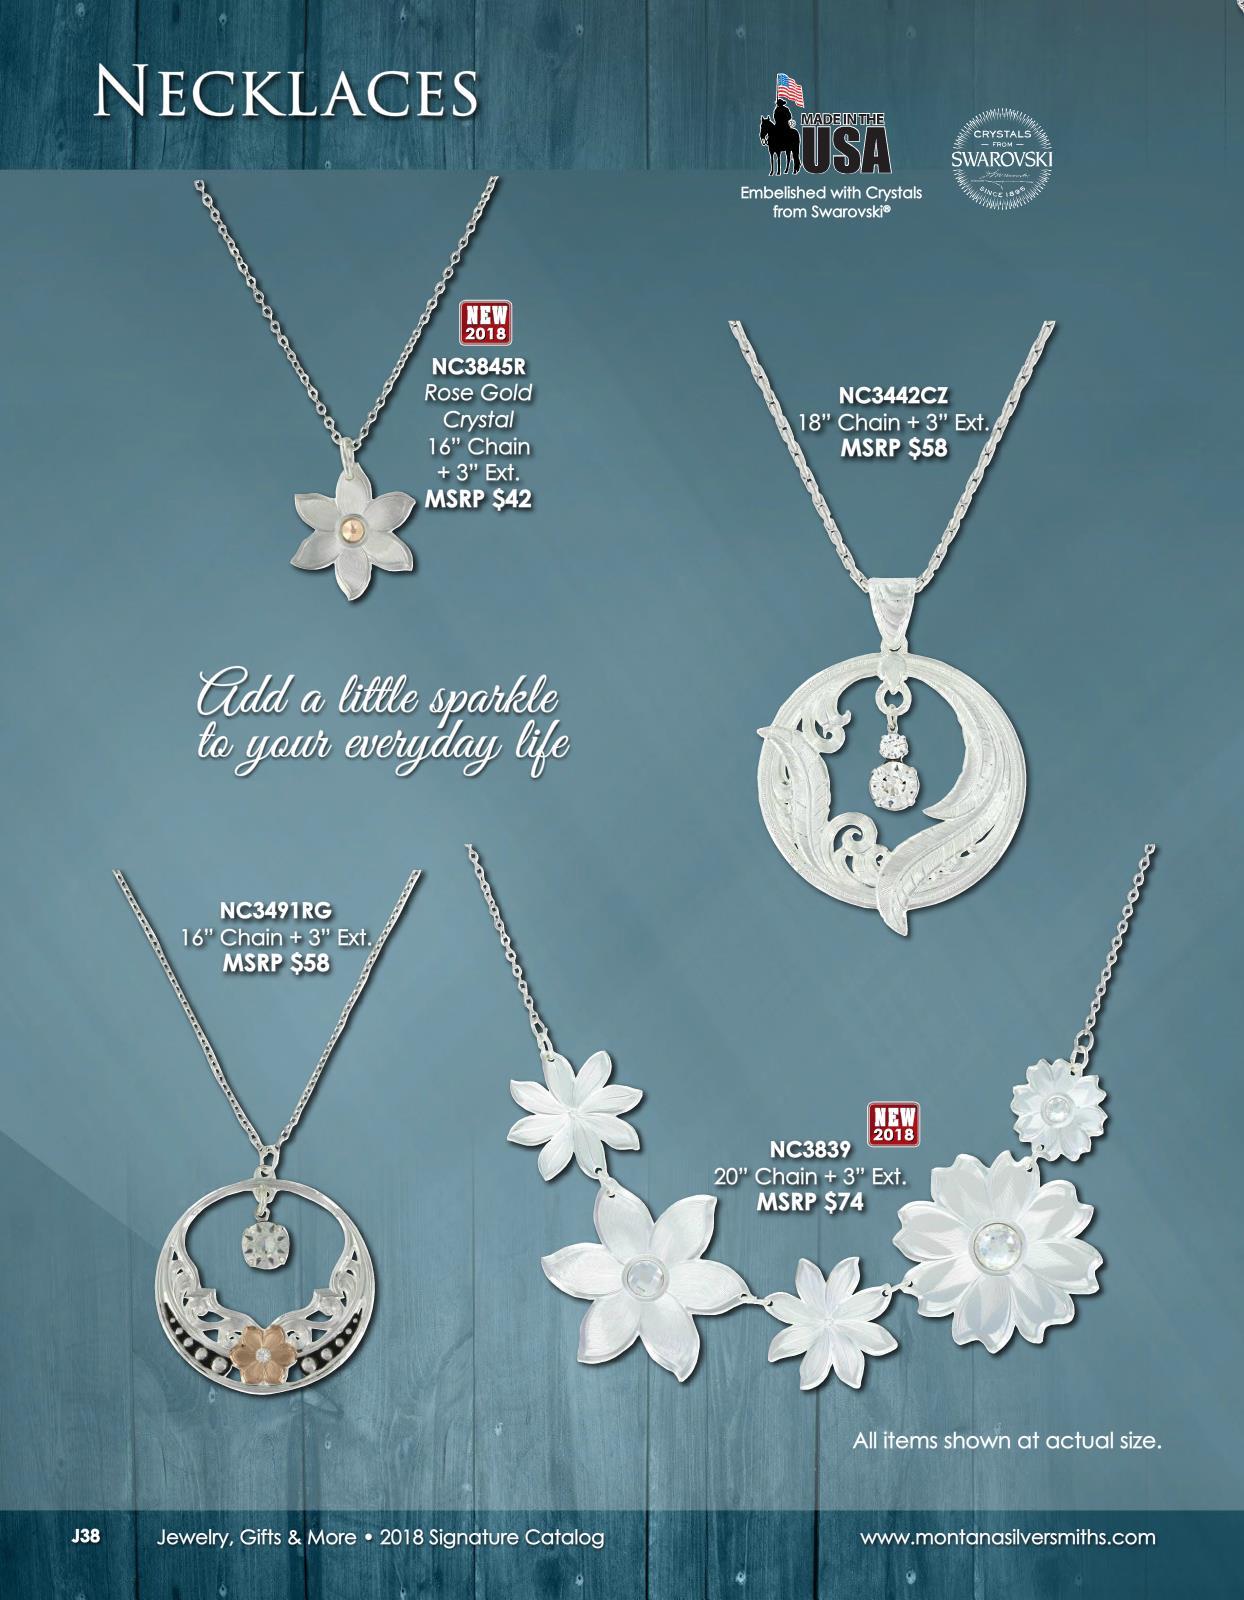 NECKLACES
MADE IN THE
USA
Embelished with Crystals
from Swarovski®
CRYSTALS
FROM
SWAROVSKI
SINCE 1895
NEW
2018
NC3845R
Rose Gold
Crystal
16” Chain
+ 3” Ext.
MSRP $42
NC3442CZ
18” Chain + 3” Ext.
MSRP $58
Add a little sparkle
to your everyday life
NC3491RG
16” Chain + 3” Ext.
MSRP $58
NEW
2018
NC3839
20” Chain + 3” Ext.
MSRP $74
All items shown at actual size.
J38
Jewelry, Gifts & More • 2018 Signature Catalog
www.montanasilversmiths.com